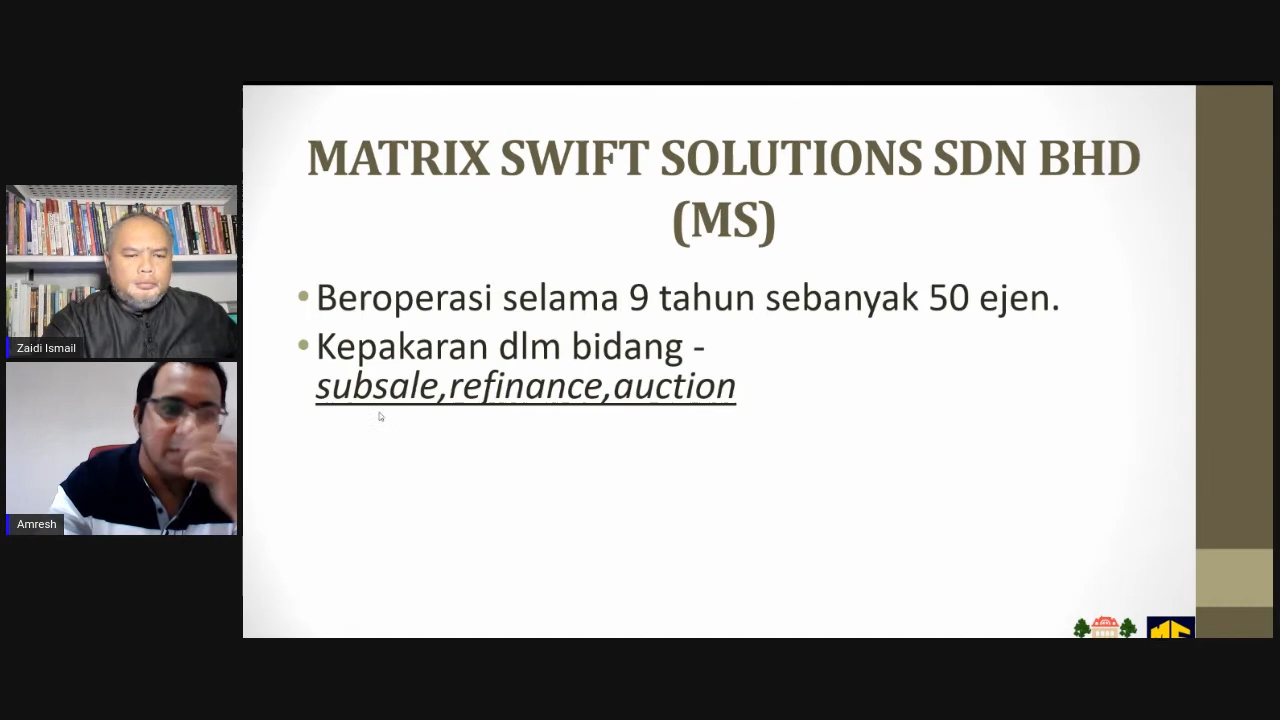 MATRIX SWIFT SOLUTIONS SDN BHD
(MS)
• Beroperasi selama 9 tahun sebanyak 50 ejen.
• Kepakaran dlm bidang -
subsale,refinance,auction
Zaidi Ismail
Amresh